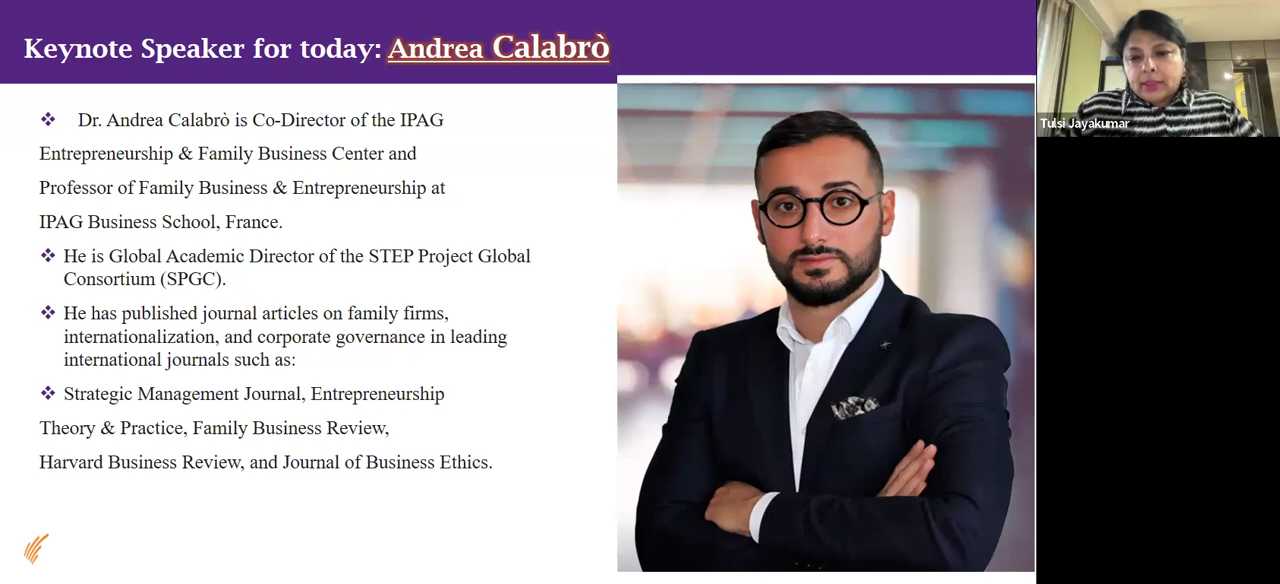 Keynote Speaker for today: Andrea Calabrò
Dr. Andrea Calabrò is Co-Director of the IPAG
Entrepreneurship & Family Business Center and
Professor of Family Business & Entrepreneurship at
IPAG Business School, France.
He is Global Academic Director of the STEP Project Global
Consortium (SPGC).
He has published journal articles on family firms,
internationalization, and corporate governance in leading
international journals such as:
Strategic Management Journal, Entrepreneurship
Theory & Practice, Family Business Review,
Harvard Business Review, and Journal of Business Ethics.
Tulsi Jayakumar